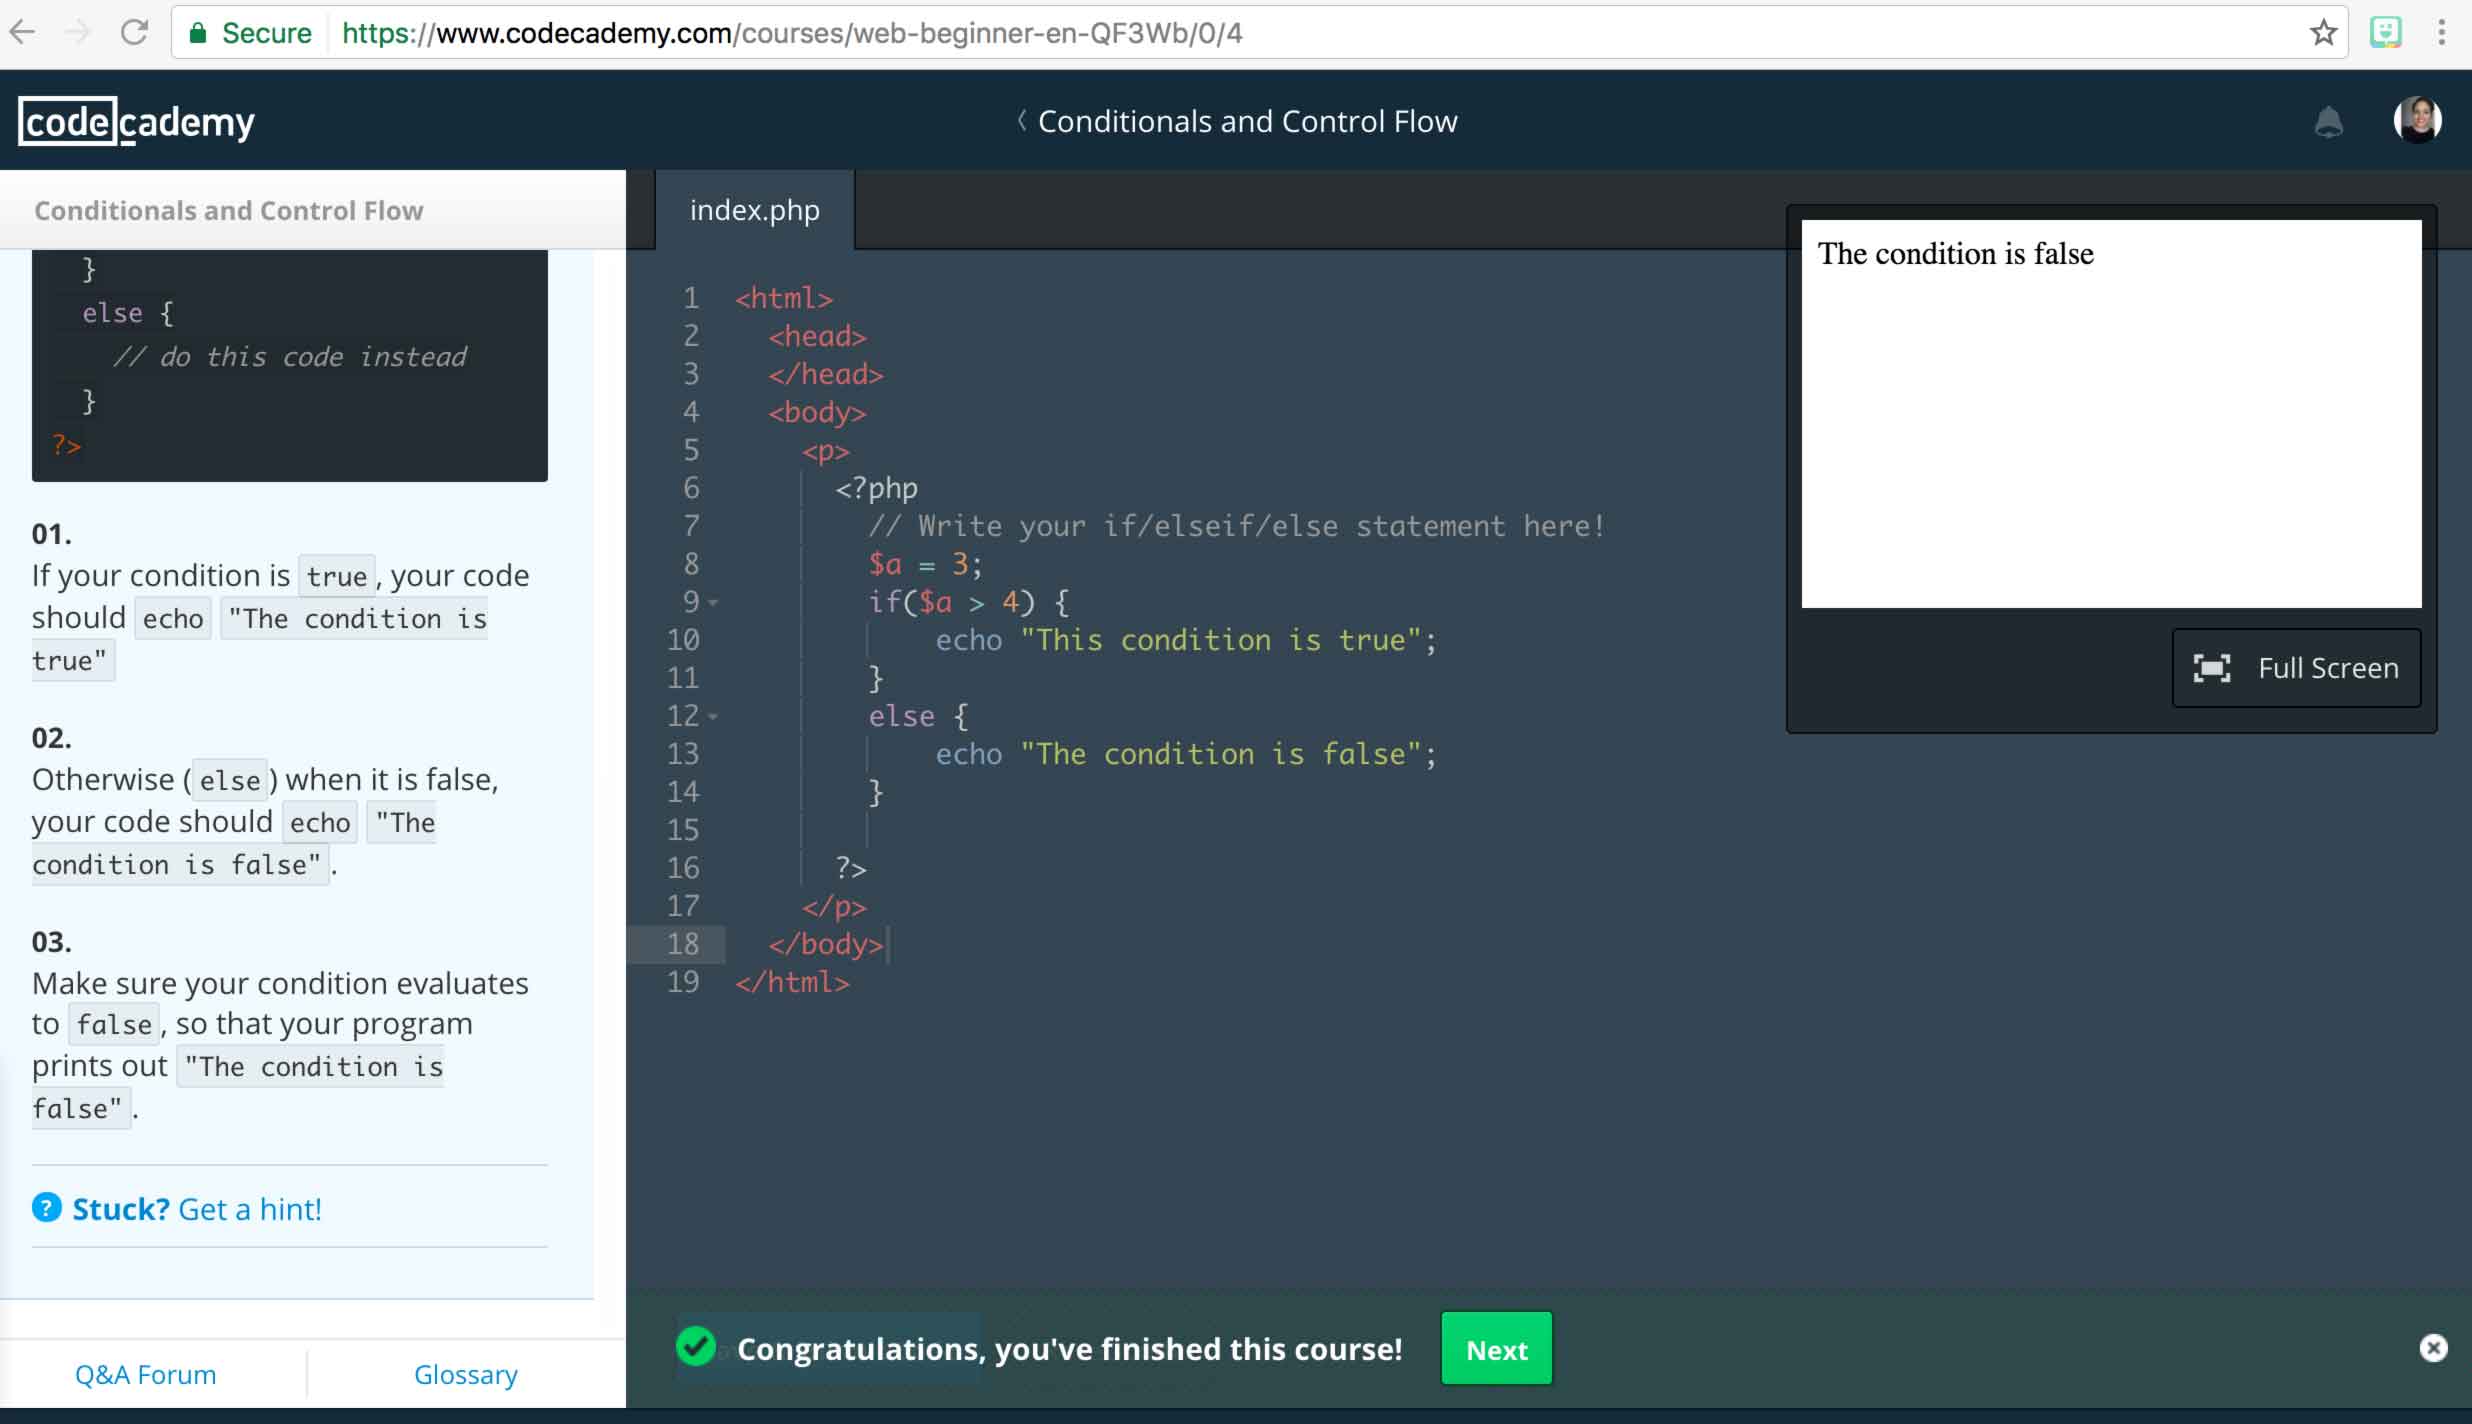 Secure https://www.codecademy.com/courses/web-beginner-en-QF3Wb/0/4
codecademy
Conditionals and Control Flow
Conditionals and Control Flow
}
else {
// do this code instead
}
?>
01.
If your condition is true, your code
should echo "The condition is
true"
02.
Otherwise (else) when it is false,
your code should echo "The
condition is false".
03.
Make sure your condition evaluates
to false, so that your program
prints out "The condition is
false".
? Stuck? Get a hint!
Q&A Forum
Glossary
index.php
1 <html>
2 <head>
3 </head>
4 <body>
5 <p>
6 <?php
7 // Write your if/elseif/else statement here!
8 $a = 3;
9 if($a > 4) {
10 echo "This condition is true";
11 }
12 else {
13 echo "The condition is false";
14 }
15
16 ?>
17 </p>
18 </body>
19 </html>
The condition is false
Full Screen
Congratulations, you've finished this course!
Next